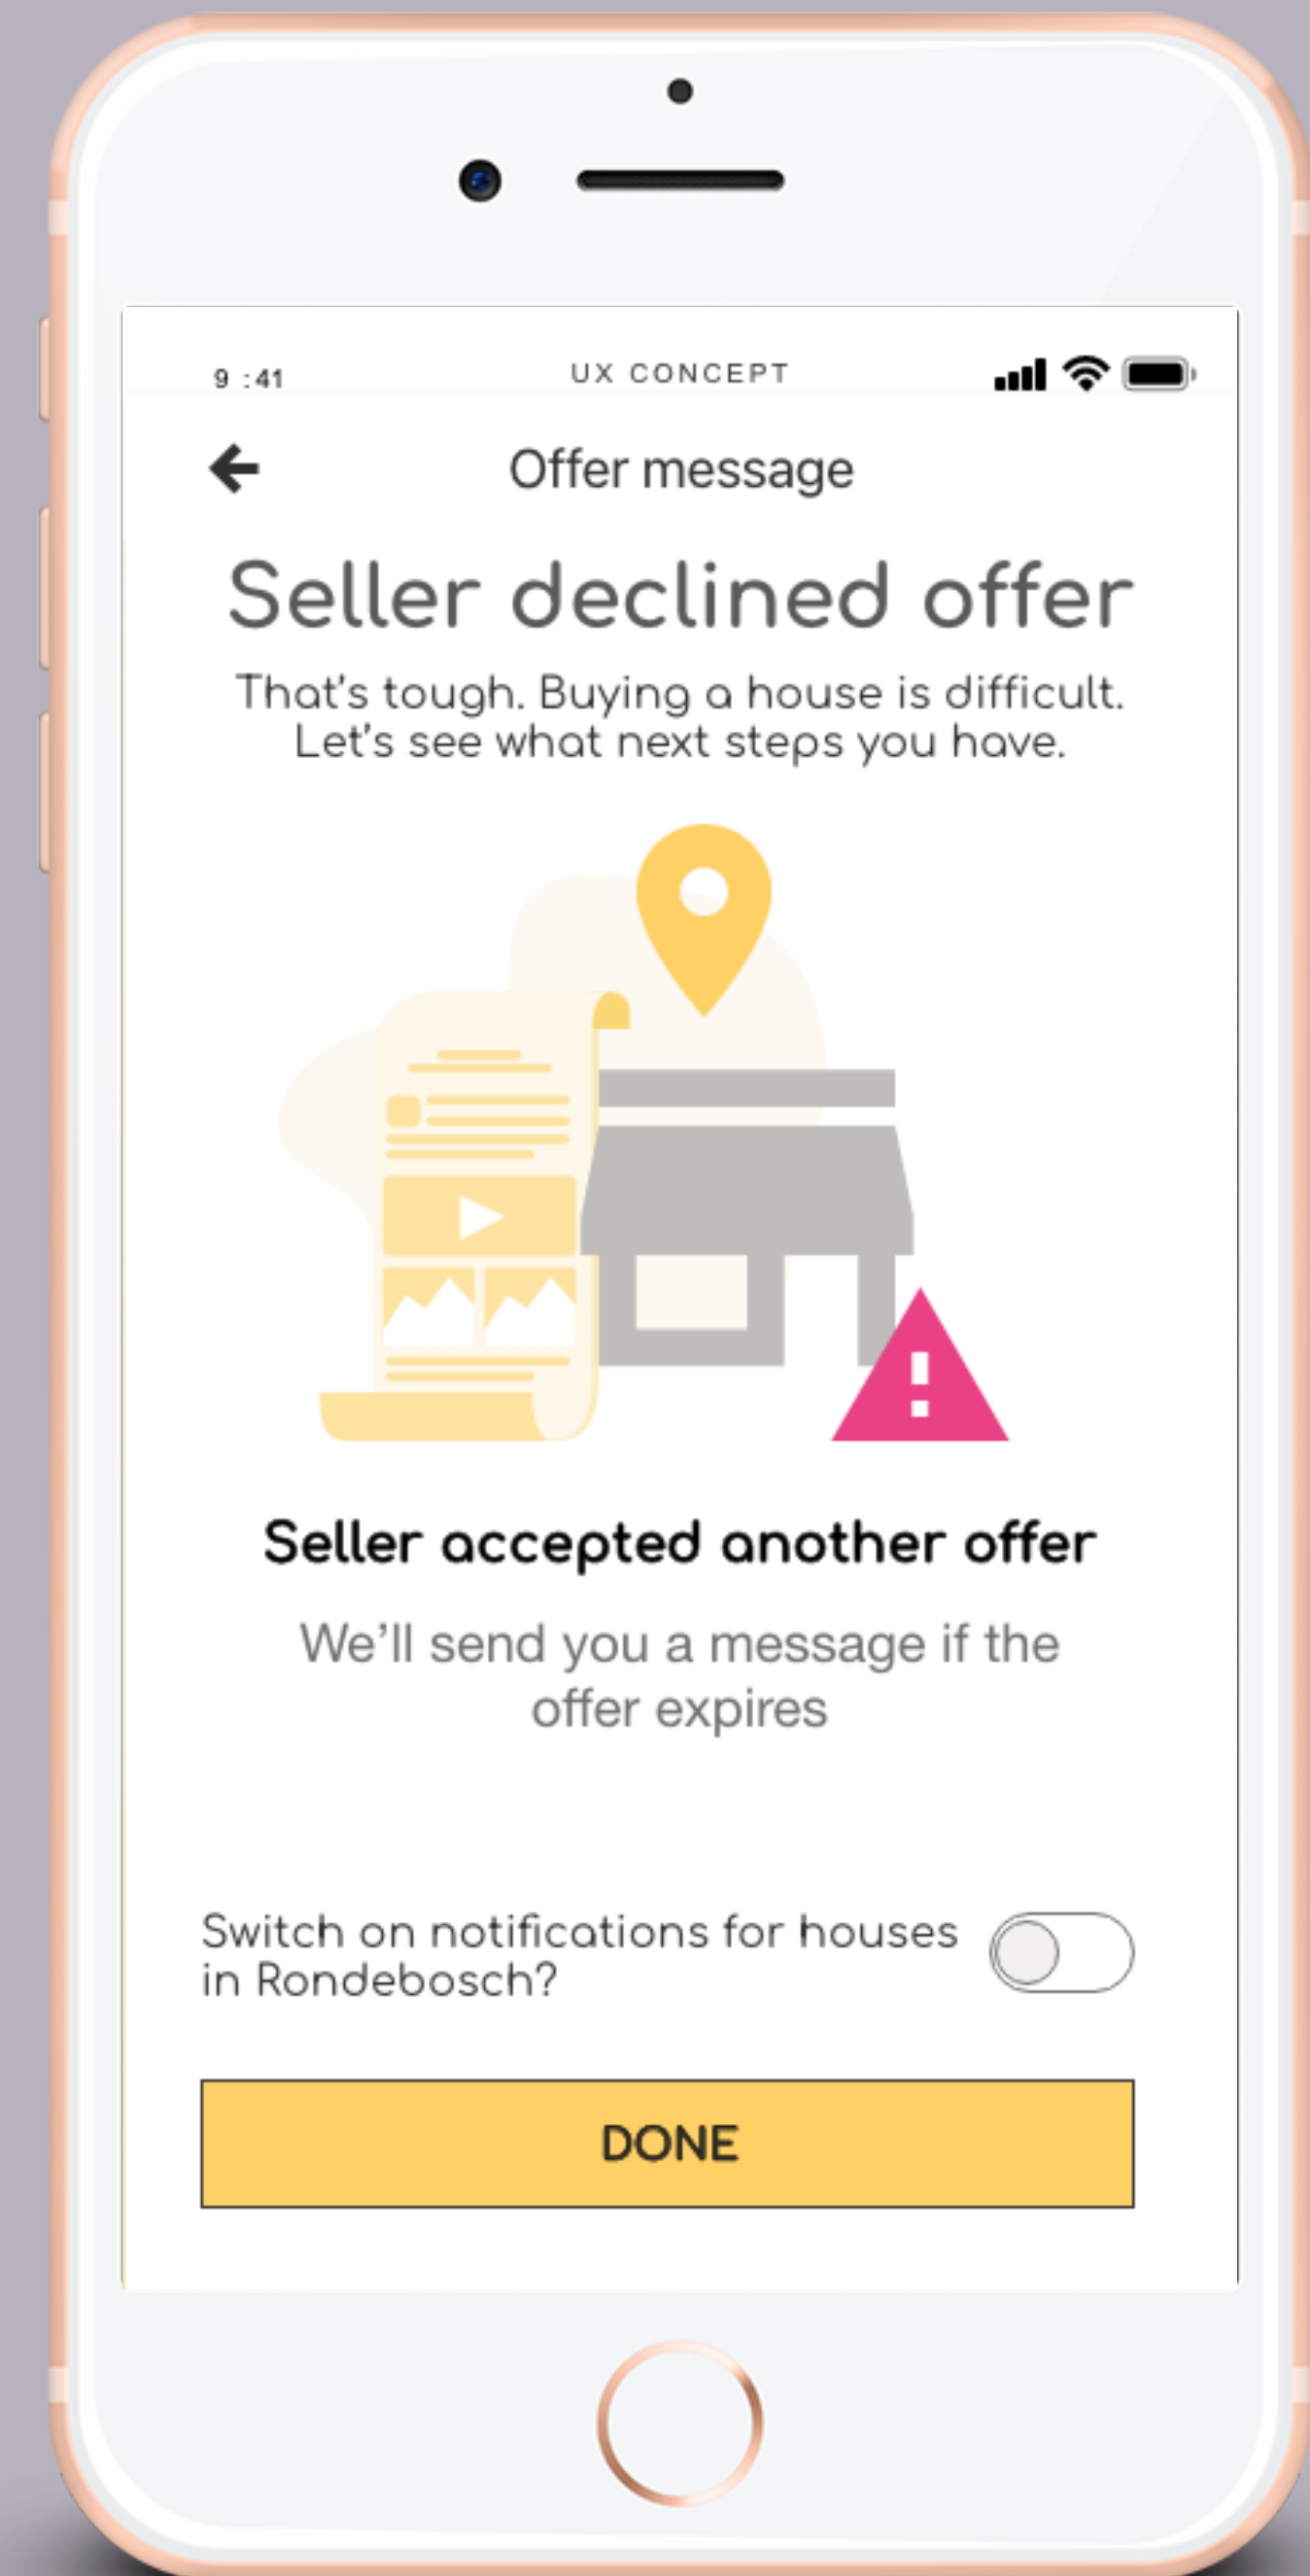 9 :41
UX CONCEPT
Offer message
Seller declined offer
That's tough. Buying a house is difficult.
Let's see what next steps you have.
Seller accepted another offer
We'll send you a message if the
offer expires
Switch on notifications for houses
in Rondebosch?
DONE